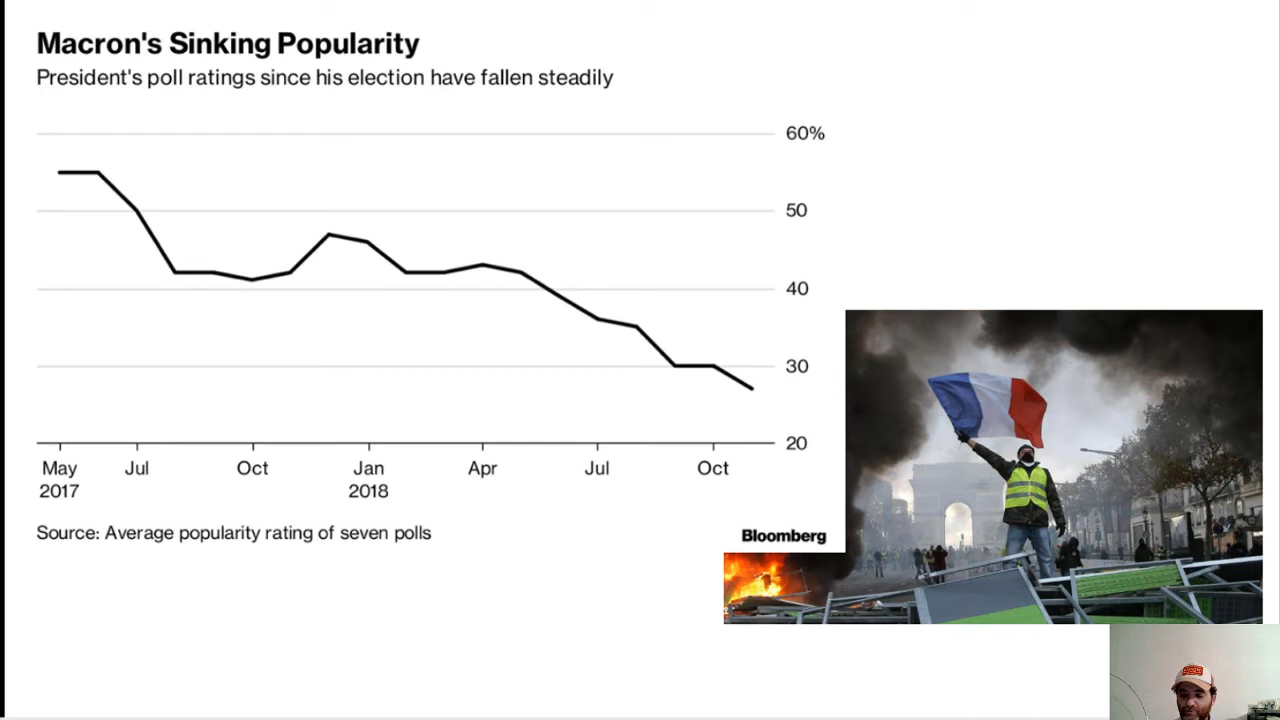 Macron's Sinking Popularity
President's poll ratings since his election have fallen steadily
60%
50
40
30
20
May Jul Oct Jan Apr Jul Oct
2017 2018
Source: Average popularity rating of seven polls
Bloomberg